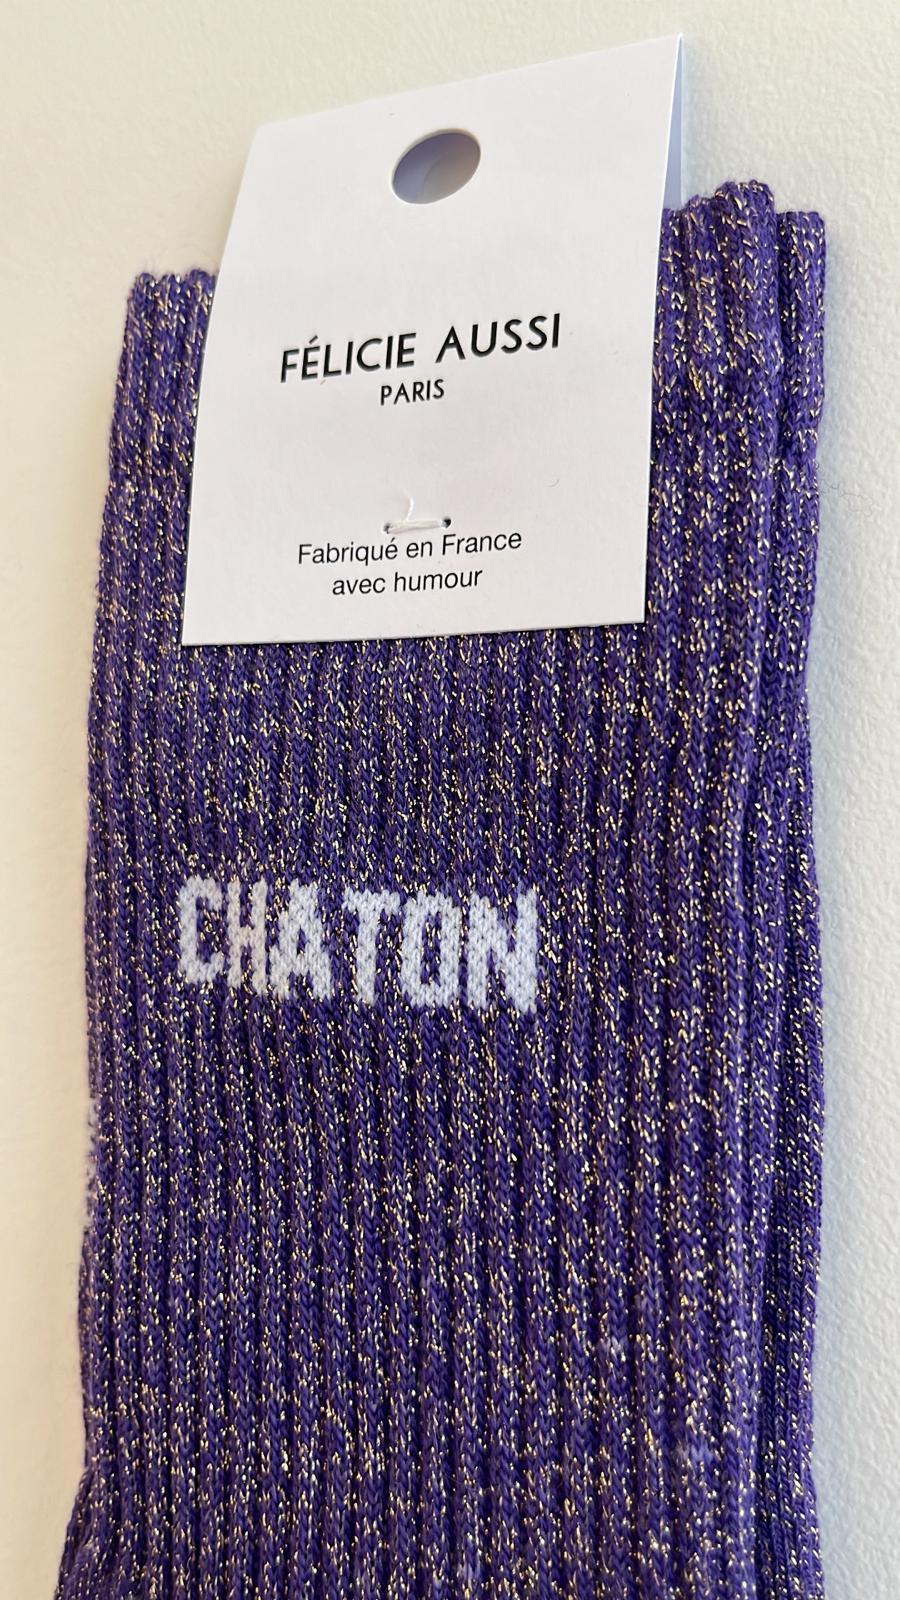 FÉLICIE AUSSI
PARIS
Fabriqué en France
avec humour
CHATON